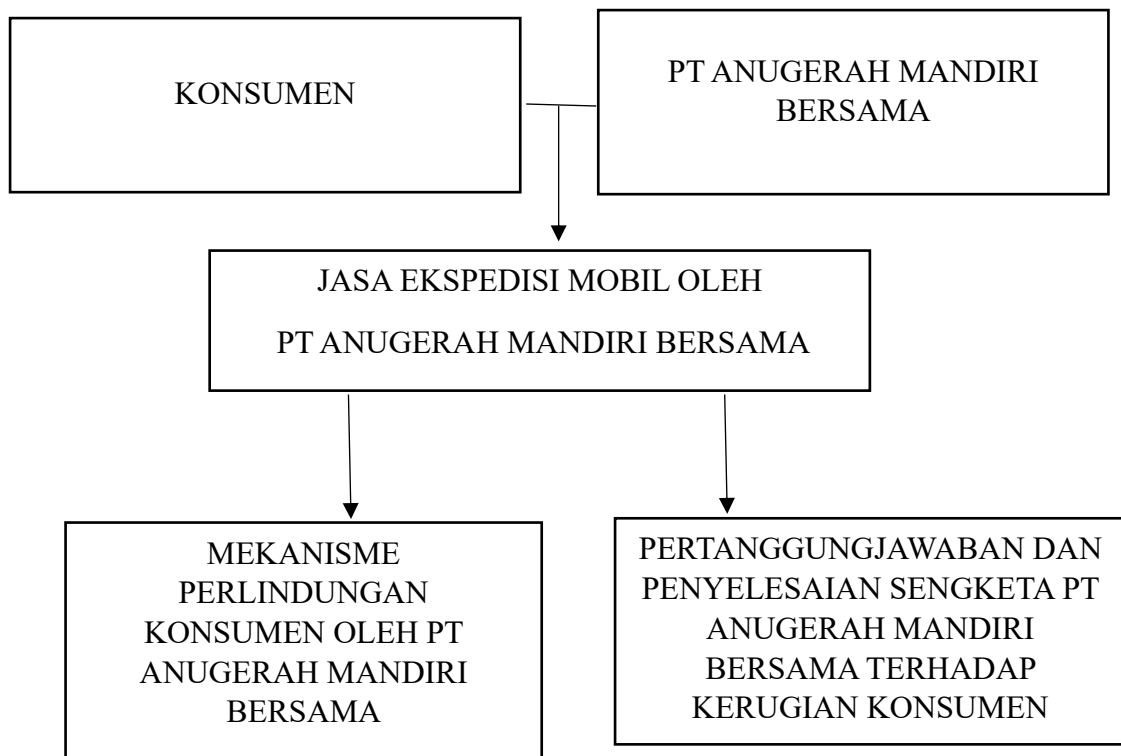 KONSUMEN
PT ANUGERAH MANDIRI
BERSAMA
JASA EKSPEDISI MOBIL OLEH
PT ANUGERAH MANDIRI BERSAMA
MEKANISME
PERLINDUNGAN
KONSUMEN OLEH PT
ANUGERAH MANDIRI
BERSAMA
PERTANGGUNGJAWABAN DAN
PENYELESAIAN SENGKETA PT
ANUGERAH MANDIRI
BERSAMA TERHADAP
KERUGIAN KONSUMEN